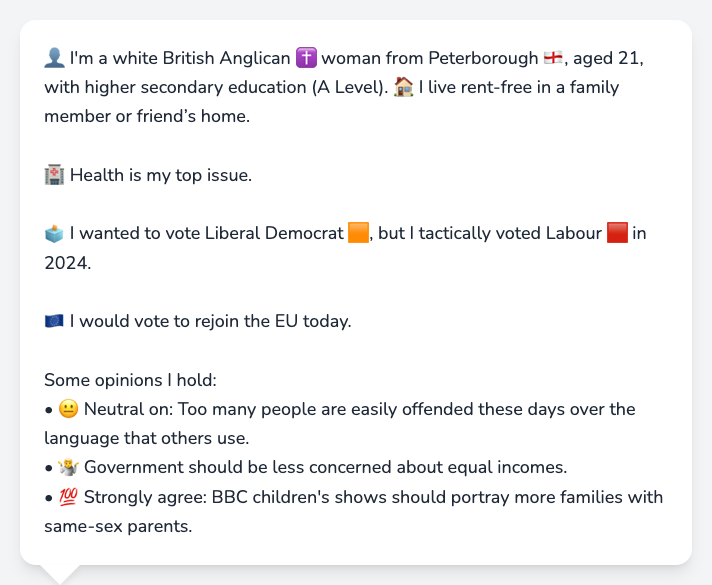 👤 I'm a white British Anglican ✝️ woman from Peterborough 🏴󠁧󠁢󠁥󠁮󠁧󠁿, aged 21,
with higher secondary education (A Level). 🏠 I live rent-free in a family
member or friend’s home.
🏥 Health is my top issue.
🗳️ I wanted to vote Liberal Democrat 🟧, but I tactically voted Labour 🟥 in
2024.
🇪🇺 I would vote to rejoin the EU today.
Some opinions I hold:
• 😐 Neutral on: Too many people are easily offended these days over the
language that others use.
• 🤷 Government should be less concerned about equal incomes.
• 💯 Strongly agree: BBC children's shows should portray more families with
same-sex parents.